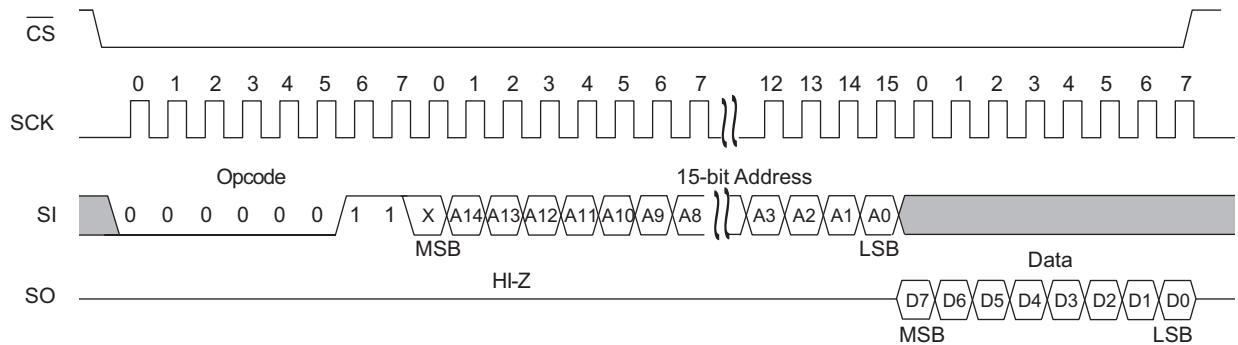 CS
0 1 2 3 4 5 6 7 0 1 2 3 4 5 6 7 12 13 14 15 0 1 2 3 4 5 6 7
SCK
Opcode 15-bit Address
SI 0 0 0 0 0 0 1 1 X A14 A13 A12 A11 A10 A9 A8 A3 A2 A1 A0
MSB LSB
HI-Z Data
SO D7 D6 D5 D4 D3 D2 D1 D0
MSB LSB